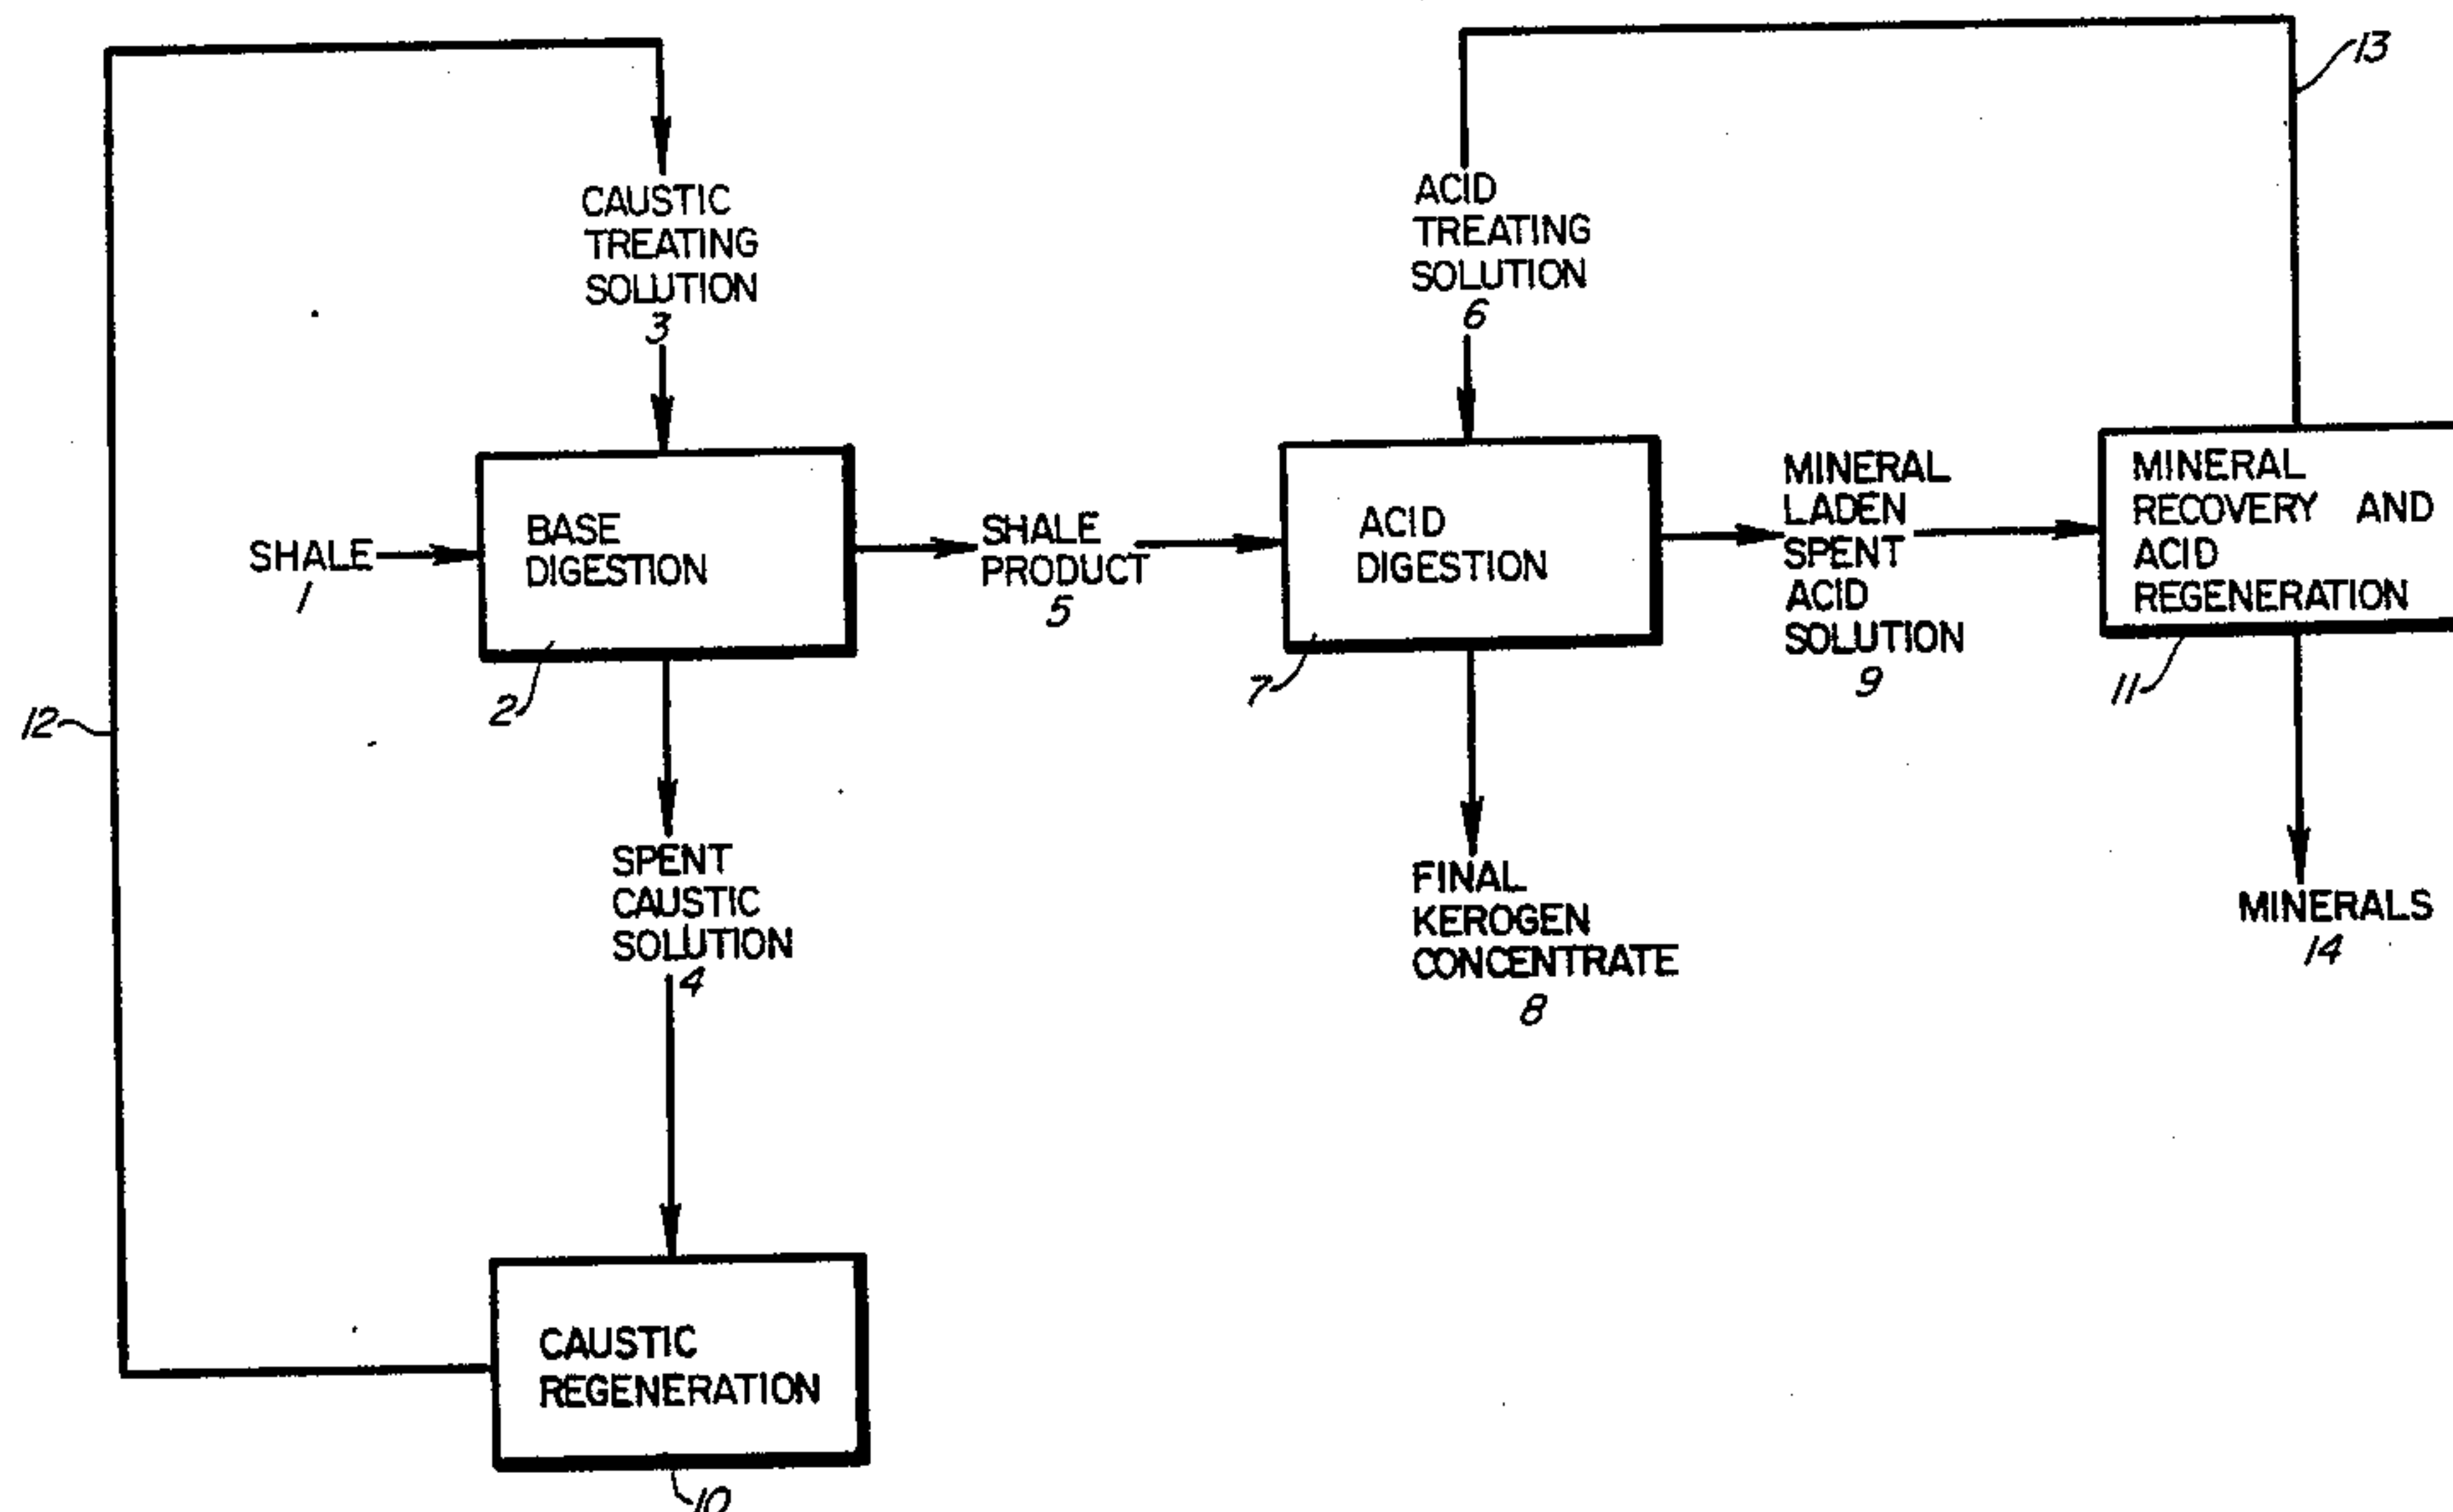 13
CAUSTIC
TREATING
SOLUTION
3
ACID
TREATING
SOLUTION
6
SHALE
1
BASE
DIGESTION
2
SHALE
PRODUCT
5
ACID
DIGESTION
7
MINERAL
LADEN
SPENT
ACID
SOLUTION
9
MINERAL
RECOVERY AND
ACID
REGENERATION
11
12
SPENT
CAUSTIC
SOLUTION
4
FINAL
KEROGEN
CONCENTRATE
8
MINERALS
14
CAUSTIC
REGENERATION
10